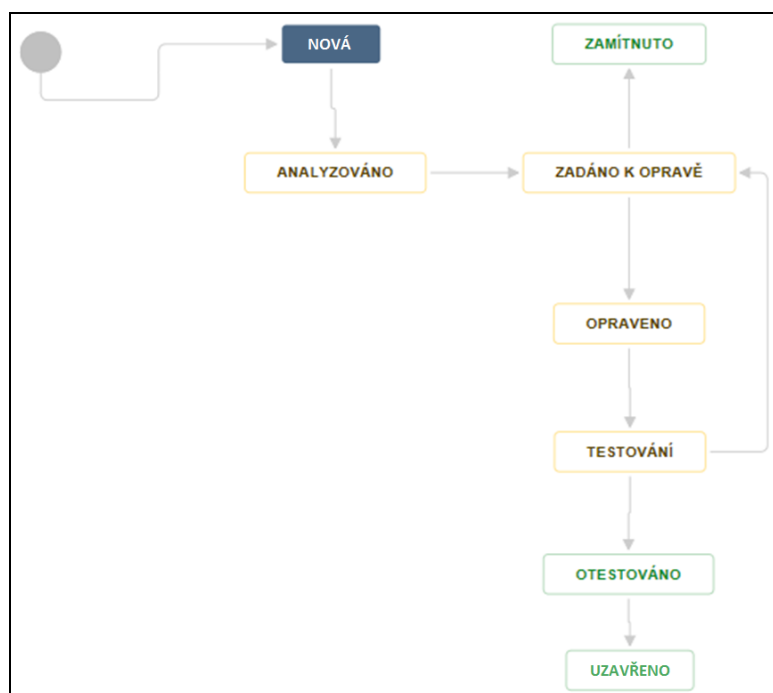 NOVÁ
ZAMÍTNUTO
ANALYZOVÁNO
ZADÁNO K OPRAVĚ
OPRAVENO
TESTOVÁNÍ
OTESTOVÁNO
UZAVŘENO